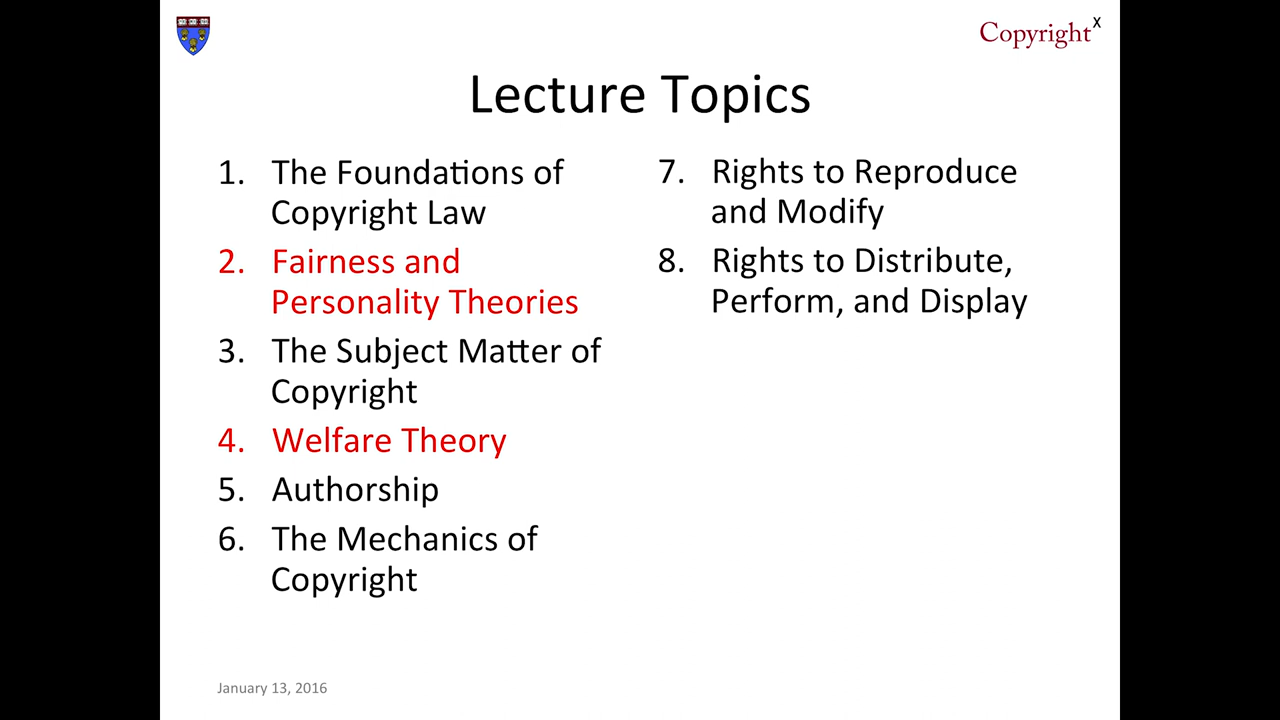 Copyright^X
Lecture Topics
1. The Foundations of
Copyright Law
2. Fairness and
Personality Theories
3. The Subject Matter of
Copyright
4. Welfare Theory
5. Authorship
6. The Mechanics of
Copyright
7. Rights to Reproduce
and Modify
8. Rights to Distribute,
Perform, and Display
January 13, 2016